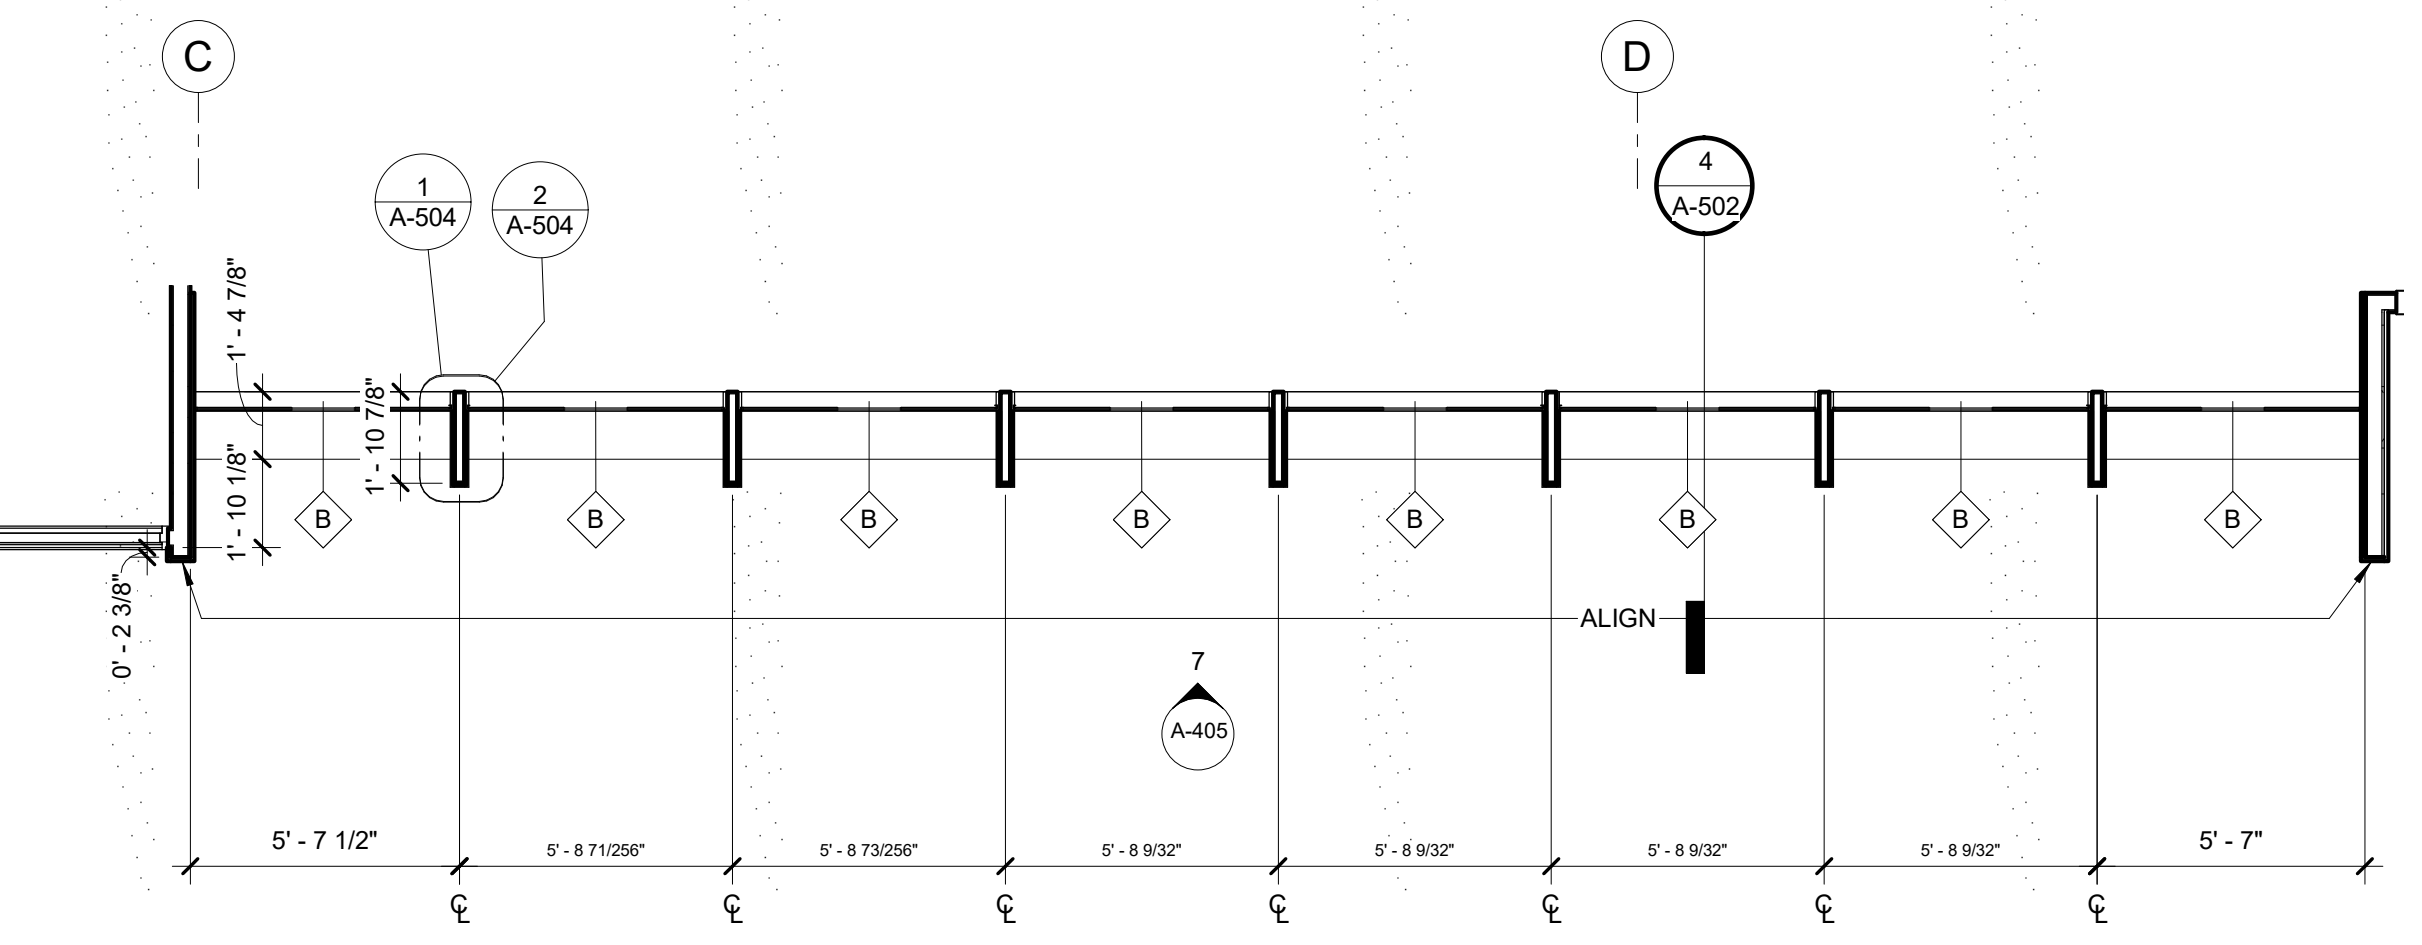 C
D
1
A-504
2
A-504
4
A-502
1' - 4 7/8"
1' - 10 7/8"
1' - 10 1/8"
0' - 2 3/8"
B
B
B
B
B
B
B
B
ALIGN
7
A-405
5' - 7 1/2"
5' - 8 71/256"
5' - 8 73/256"
5' - 8 9/32"
5' - 8 9/32"
5' - 8 9/32"
5' - 8 9/32"
5' - 7"
℄
℄
℄
℄
℄
℄
℄